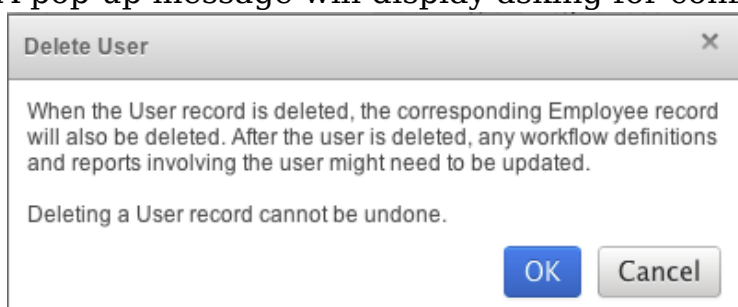 A pop-up message will display asking for con
Delete User ×
When the User record is deleted, the corresponding Employee record
will also be deleted. After the user is deleted, any workflow definitions
and reports involving the user might need to be updated.
Deleting a User record cannot be undone.
OK Cancel